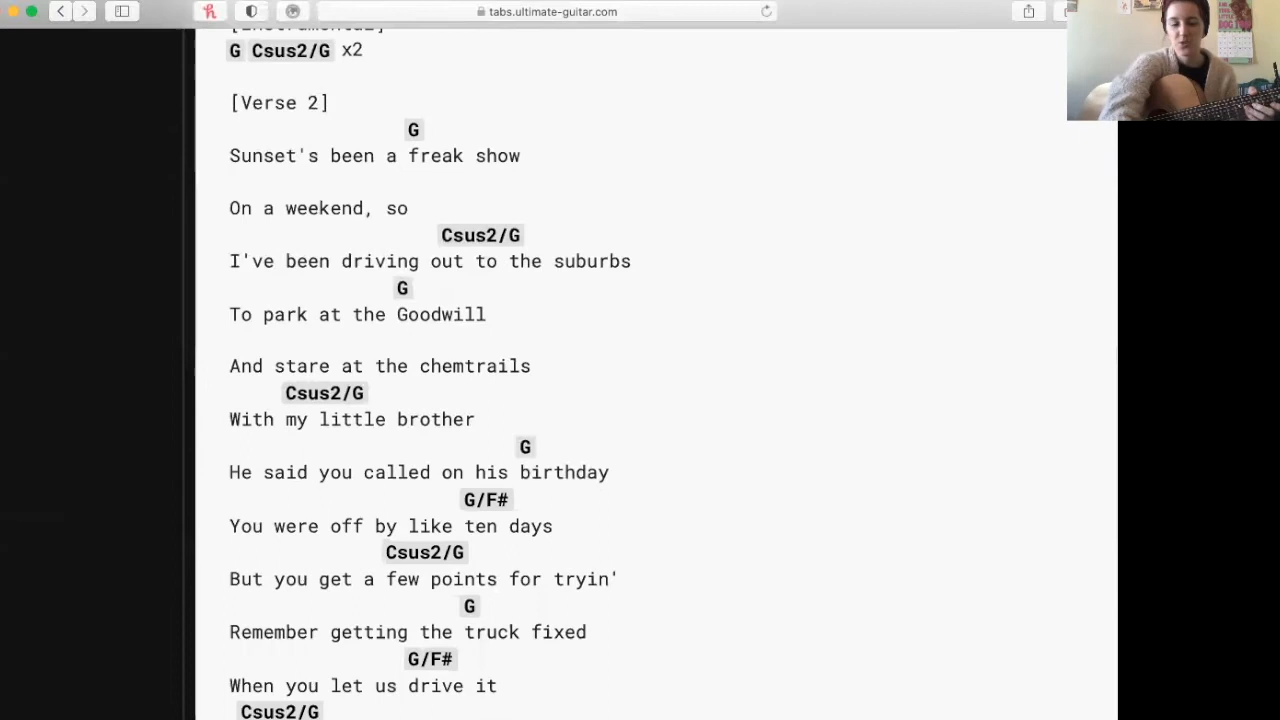 tabs.ultimate-guitar.com
[Instrumental]
G Csus2/G x2
[Verse 2]
G
Sunset's been a freak show
On a weekend, so
Csus2/G
I've been driving out to the suburbs
G
To park at the Goodwill
And stare at the chemtrails
Csus2/G
With my little brother
G
He said you called on his birthday
G/F#
You were off by like ten days
Csus2/G
But you get a few points for tryin'
G
Remember getting the truck fixed
G/F#
When you let us drive it
Csus2/G